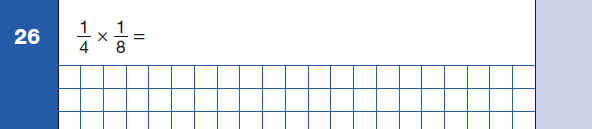 26
1/4 × 1/8 =